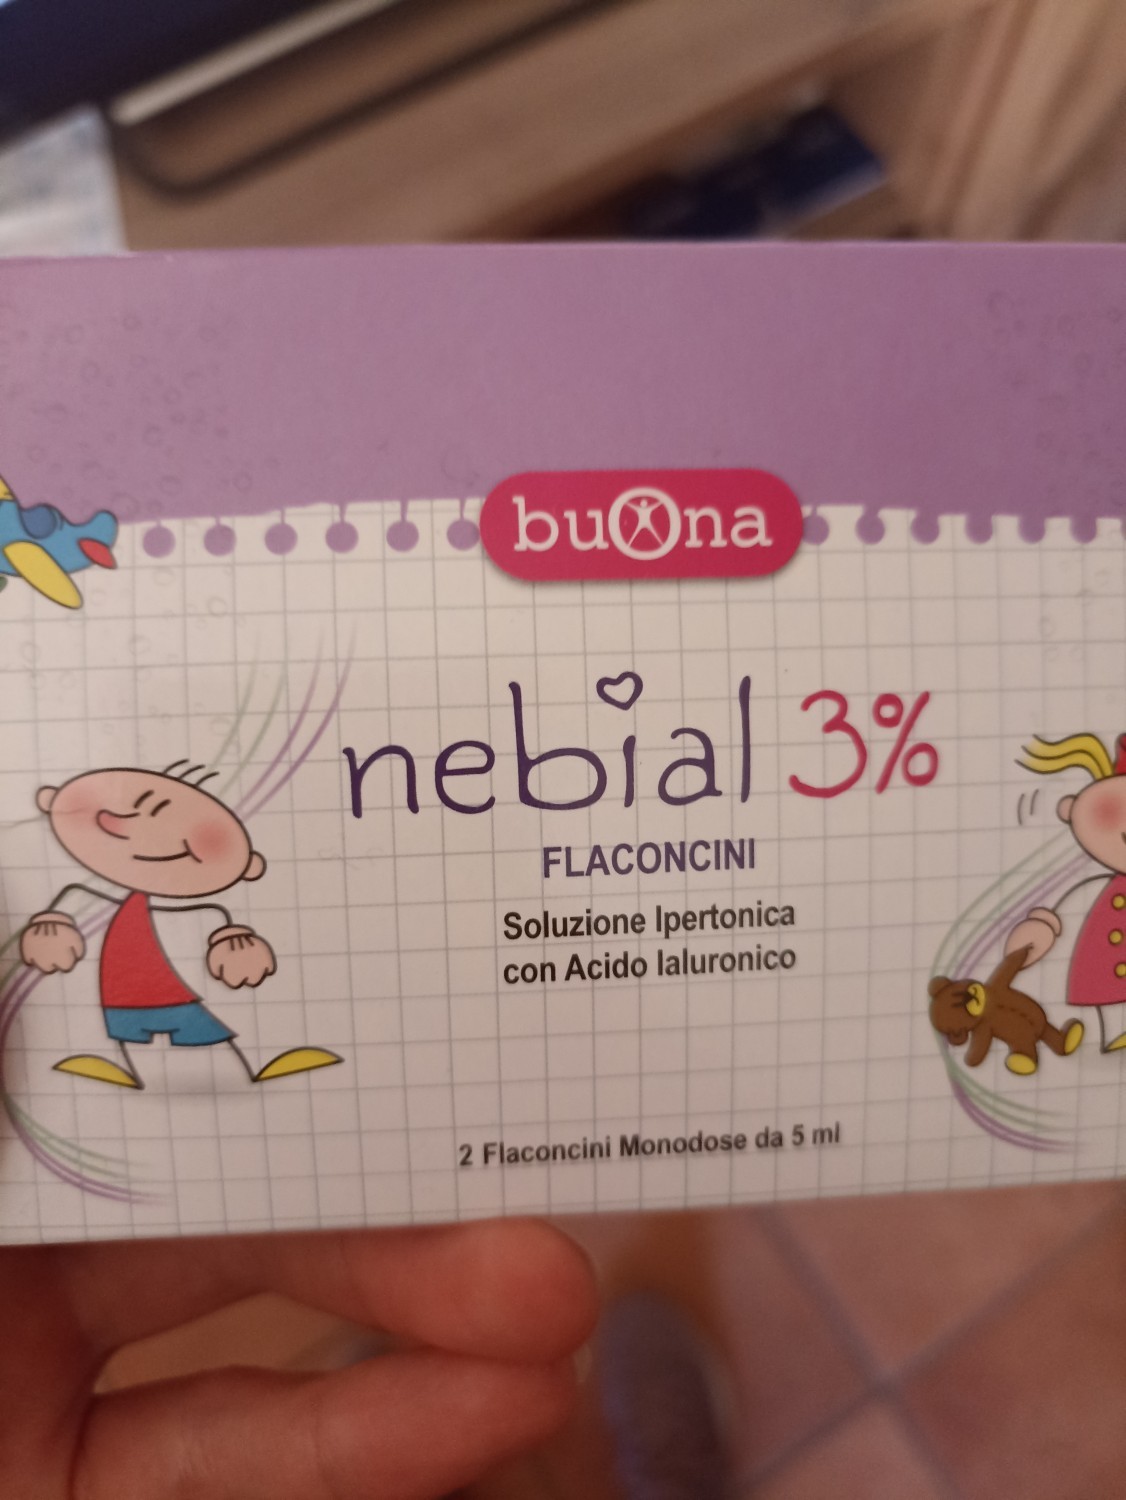 buona
nebial 3%
FLACONCINI
Soluzione Ipertonica
con Acido Ialuronico
2 Flaconcini Monodose da 5 ml